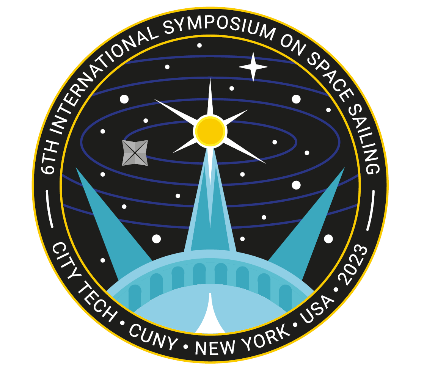 6TH INTERNATIONAL SYMPOSIUM ON SPACE SAILING
CITY TECH • CUNY • NEW YORK • USA • 2023